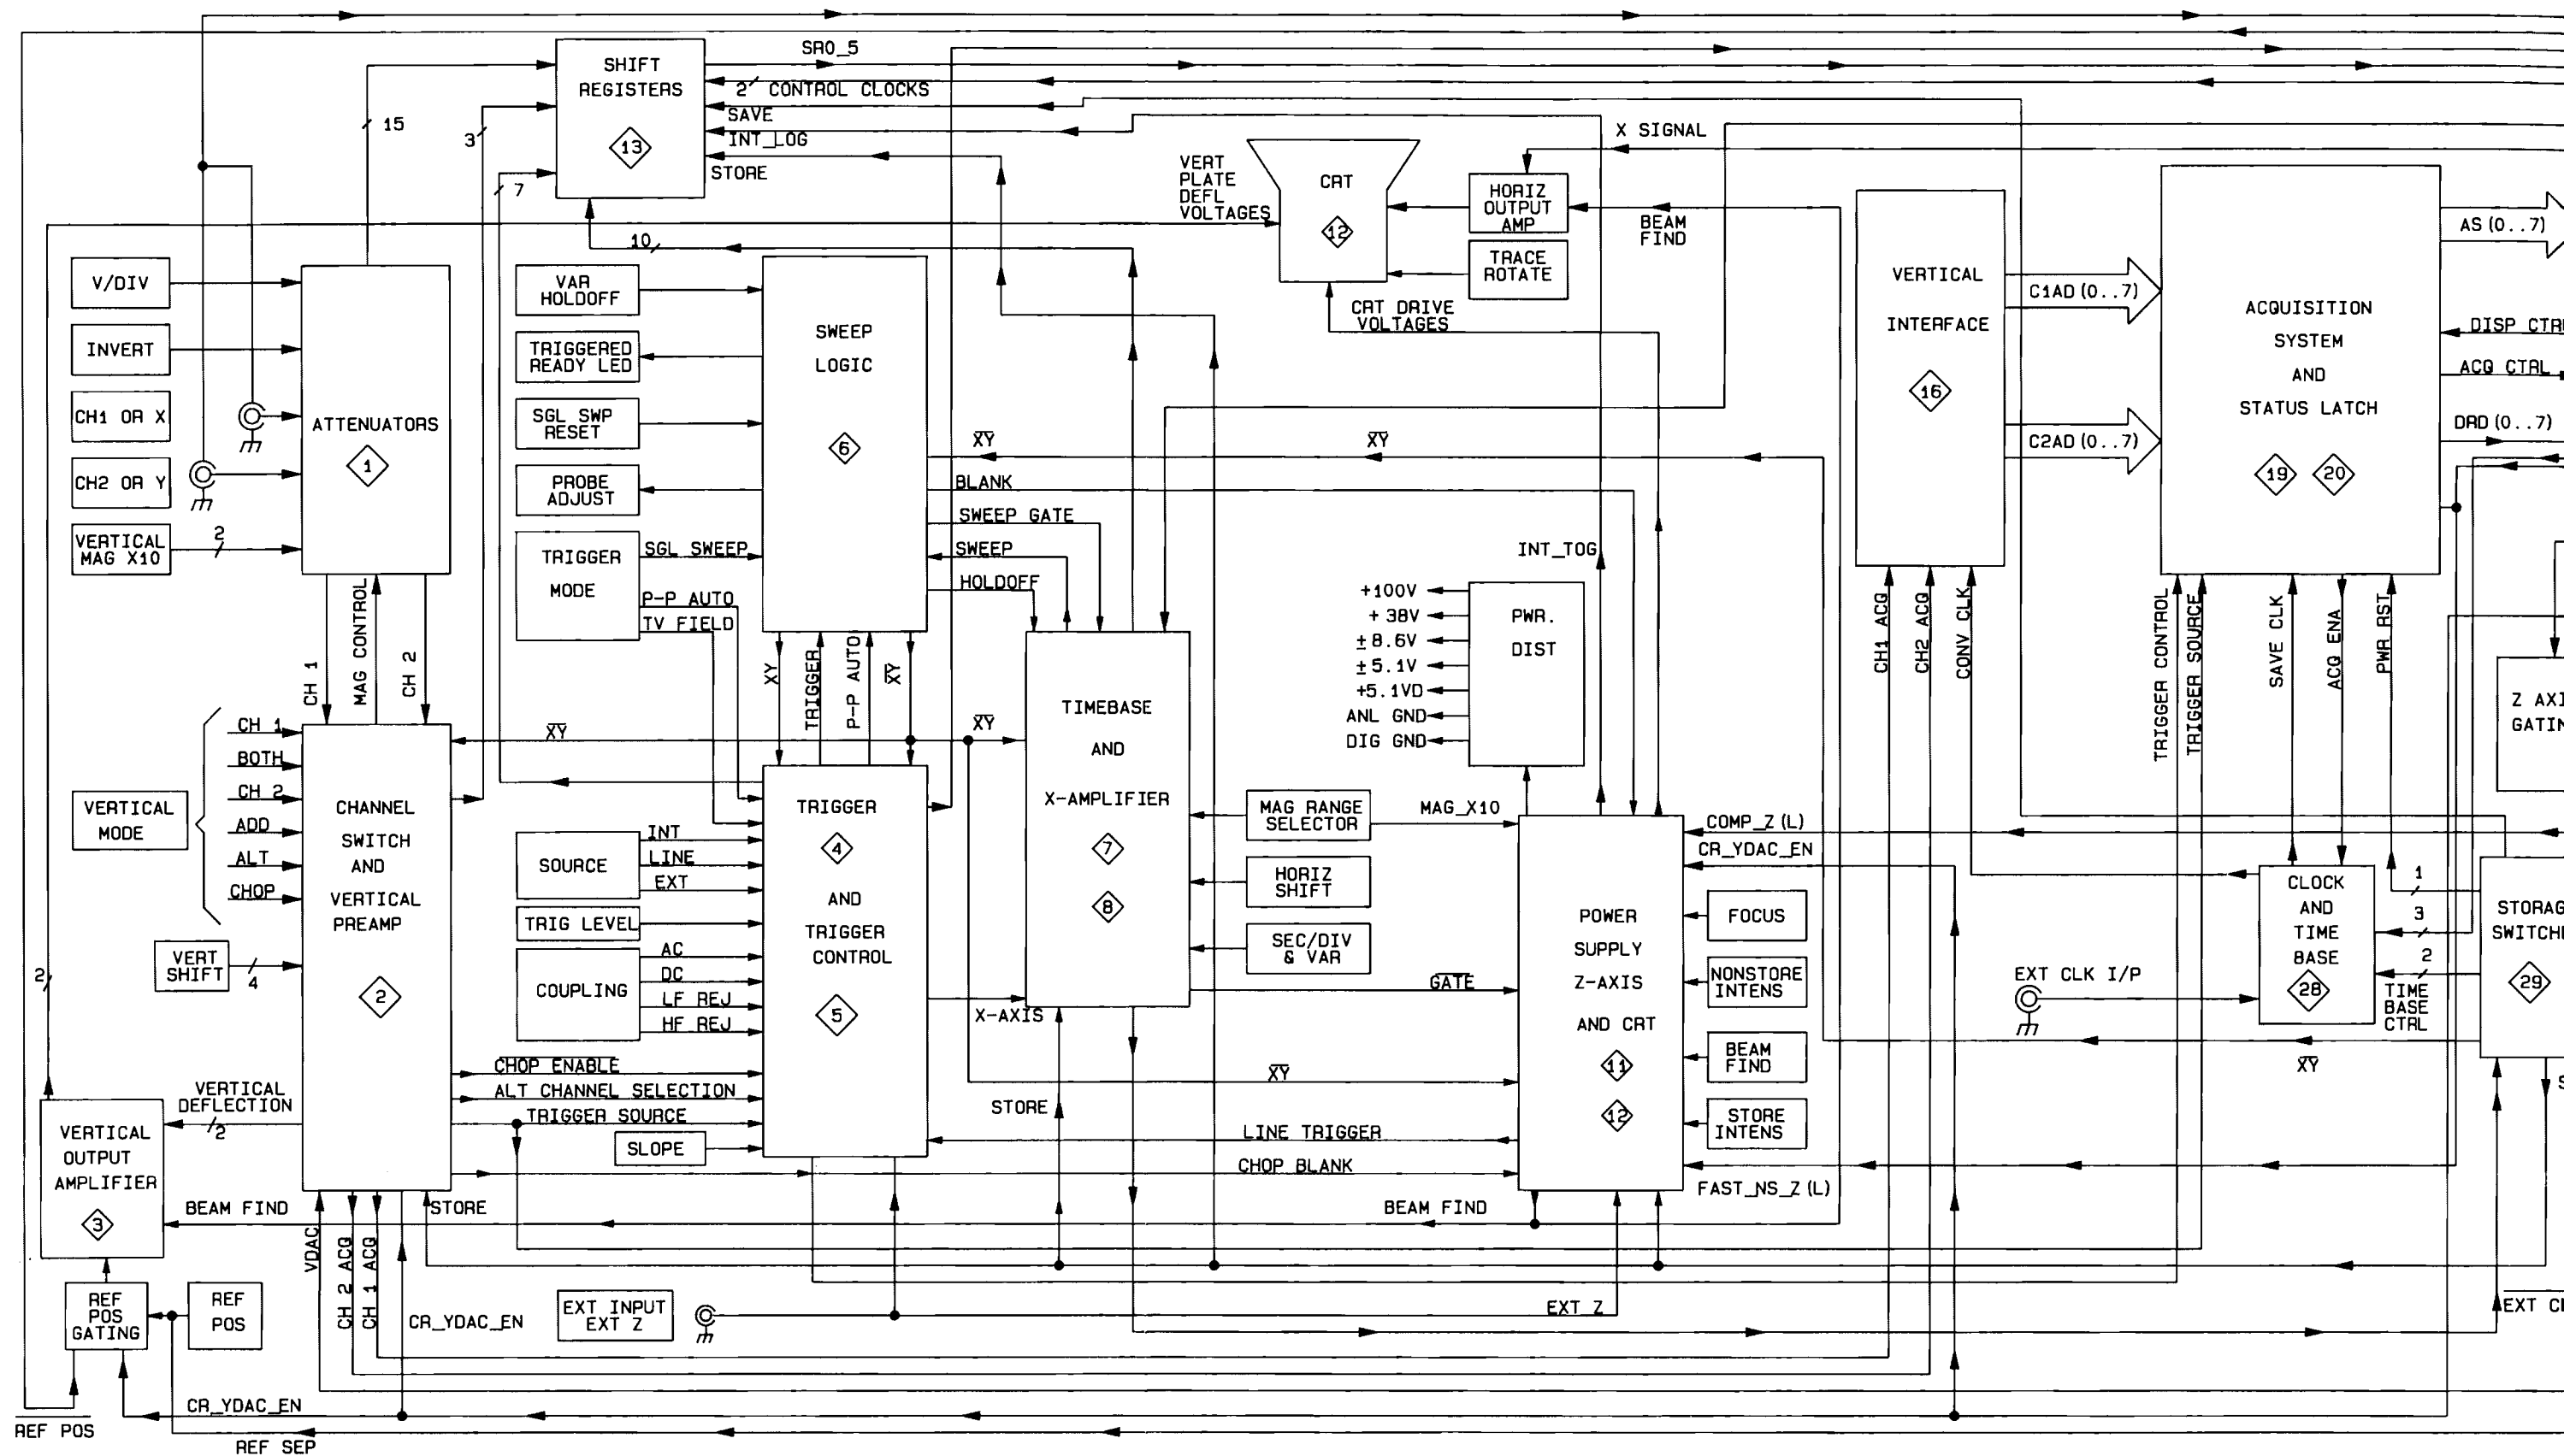 SHIFT
REGISTERS
13
SRO_5
2 CONTROL CLOCKS
SAVE
INT_LOG
STORE
15
3
7
10
VERT
PLATE
DEFL
VOLTAGES
CRT
12
X SIGNAL
HORIZ
OUTPUT
AMP
BEAM
FIND
TRACE
ROTATE
CRT DRIVE
VOLTAGES
V/DIV
INVERT
CH1 OR X
CH2 OR Y
VERTICAL
MAG X10
2
ATTENUATORS
1
VAR
HOLDOFF
TRIGGERED
READY LED
SGL SWP
RESET
PROBE
ADJUST
TRIGGER
MODE
SGL SWEEP
P-P AUTO
TV FIELD
SWEEP
LOGIC
6
XY
XY
BLANK
SWEEP GATE
SWEEP
HOLDOFF
VERTICAL
INTERFACE
16
C1AD(0..7)
C2AD(0..7)
ACQUISITION
SYSTEM
AND
STATUS LATCH
19
20
AS(0..7)
DISP CTR
ACQ CTRL
DRD(0..7)
INT_TOG
+100V
+ 38V
±8.6V
±5.1V
+5.1VD
ANL GND
DIG GND
PWR.
DIST
CH1 ACQ
CH2 ACQ
CONV CLK
TRIGGER CONTROL
TRIGGER SOURCE
SAVE CLK
ACQ ENA
PWR RST
Z AXI
GATIN
CH 1
MAG CONTROL
CH 2
XY
TRIGGER
P-P AUTO
XY
VERTICAL
MODE
CH 1
BOTH
CH 2
ADD
ALT
CHOP
VERT
SHIFT
4
CHANNEL
SWITCH
AND
VERTICAL
PREAMP
2
XY
XY
TRIGGER
4
AND
TRIGGER
CONTROL
5
SOURCE
INT
LINE
EXT
TRIG LEVEL
COUPLING
AC
DC
LF REJ
HF REJ
TIMEBASE
AND
X-AMPLIFIER
7
8
X-AXIS
MAG RANGE
SELECTOR
MAG_X10
HORIZ
SHIFT
SEC/DIV
& VAR
GATE
POWER
SUPPLY
Z-AXIS
AND CRT
11
12
COMP_Z(L)
CR_YDAC_EN
FOCUS
NONSTORE
INTENS
BEAM
FIND
STORE
INTENS
FAST_NS_Z(L)
CLOCK
AND
TIME
BASE
28
EXT CLK I/P
1
3
2
TIME
BASE
CTRL
STORAG
SWITCH
29
XY
S
2
VERTICAL
DEFLECTION
2
VERTICAL
OUTPUT
AMPLIFIER
3
CHOP ENABLE
ALT CHANNEL SELECTION
TRIGGER SOURCE
SLOPE
XY
STORE
LINE TRIGGER
CHOP BLANK
BEAM FIND
STORE
BEAM FIND
VDAC
CH 2 ACQ
CH 1 ACQ
CR_YDAC_EN
REF
POS
GATING
REF
POS
EXT INPUT
EXT Z
EXT Z
EXT C
CR_YDAC_EN
REF POS
REF SEP